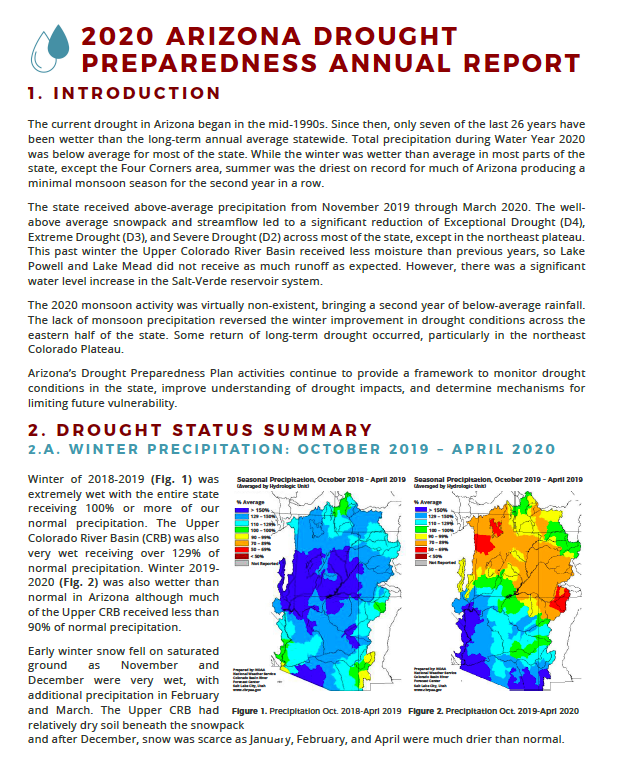 2020 ARIZONA DROUGHT
PREPAREDNESS ANNUAL REPORT
1. INTRODUCTION
The current drought in Arizona began in the mid-1990s. Since then, only seven of the last 26 years have
been wetter than the long-term annual average statewide. Total precipitation during Water Year 2020
was below average for most of the state. While the winter was wetter than average in most parts of the
state, except the Four Corners area, summer was the driest on record for much of Arizona producing a
minimal monsoon season for the second year in a row.
The state received above-average precipitation from November 2019 through March 2020. The well-
above average snowpack and streamflow led to a significant reduction of Exceptional Drought (D4),
Extreme Drought (D3), and Severe Drought (D2) across most of the state, except in the northeast plateau.
This past winter the Upper Colorado River Basin received less moisture than previous years, so Lake
Powell and Lake Mead did not receive as much runoff as expected. However, there was a significant
water level increase in the Salt-Verde reservoir system.
The 2020 monsoon activity was virtually non-existent, bringing a second year of below-average rainfall.
The lack of monsoon precipitation reversed the winter improvement in drought conditions across the
eastern half of the state. Some return of long-term drought occurred, particularly in the northeast
Colorado Plateau.
Arizona's Drought Preparedness Plan activities continue to provide a framework to monitor drought
conditions in the state, improve understanding of drought impacts, and determine mechanisms for
limiting future vulnerability.
2. DROUGHT STATUS SUMMARY
2.A. WINTER PRECIPITATION: OCTOBER 2019 – APRIL 2020
Winter of 2018-2019 (Fig. 1) was
extremely wet with the entire state
receiving 100% or more of our
normal precipitation. The Upper
Colorado River Basin (CRB) was also
very wet receiving over 129% of
normal precipitation. Winter 2019-
2020 (Fig. 2) was also wetter than
normal in Arizona although much
of the Upper CRB received less than
90% of normal precipitation.
Early winter snow fell on saturated
ground as November and
December were very wet, with
additional precipitation in February
and March. The Upper CRB had
relatively dry soil beneath the snowpack
and after December, snow was scarce as January, February, and April were much drier than normal.
Seasonal Precipitation, October 2018 - April 2019
(Averaged by Hydrologic Unit)
% Average
> 150%
129 - 150%
110 - 129%
100 - 109%
90 - 99%
70 - 89%
50 - 69%
< 50%
Not Reported
Prepared by NOAA
National Weather Service
Colorado Basin River
Forecast Center
Salt Lake City, Utah
www.cbrfc.noaa.gov
Figure 1. Precipitation Oct. 2018-April 2019
Seasonal Precipitation, October 2019 - April 2020
(Averaged by Hydrologic Unit)
% Average
> 150%
129 - 150%
110 - 129%
100 - 109%
90 - 99%
70 - 89%
50 - 69%
< 50%
Not Reported
Prepared by NOAA
National Weather Service
Colorado Basin River
Forecast Center
Salt Lake City, Utah
Figure 2. Precipitation Oct. 2019-April 2020